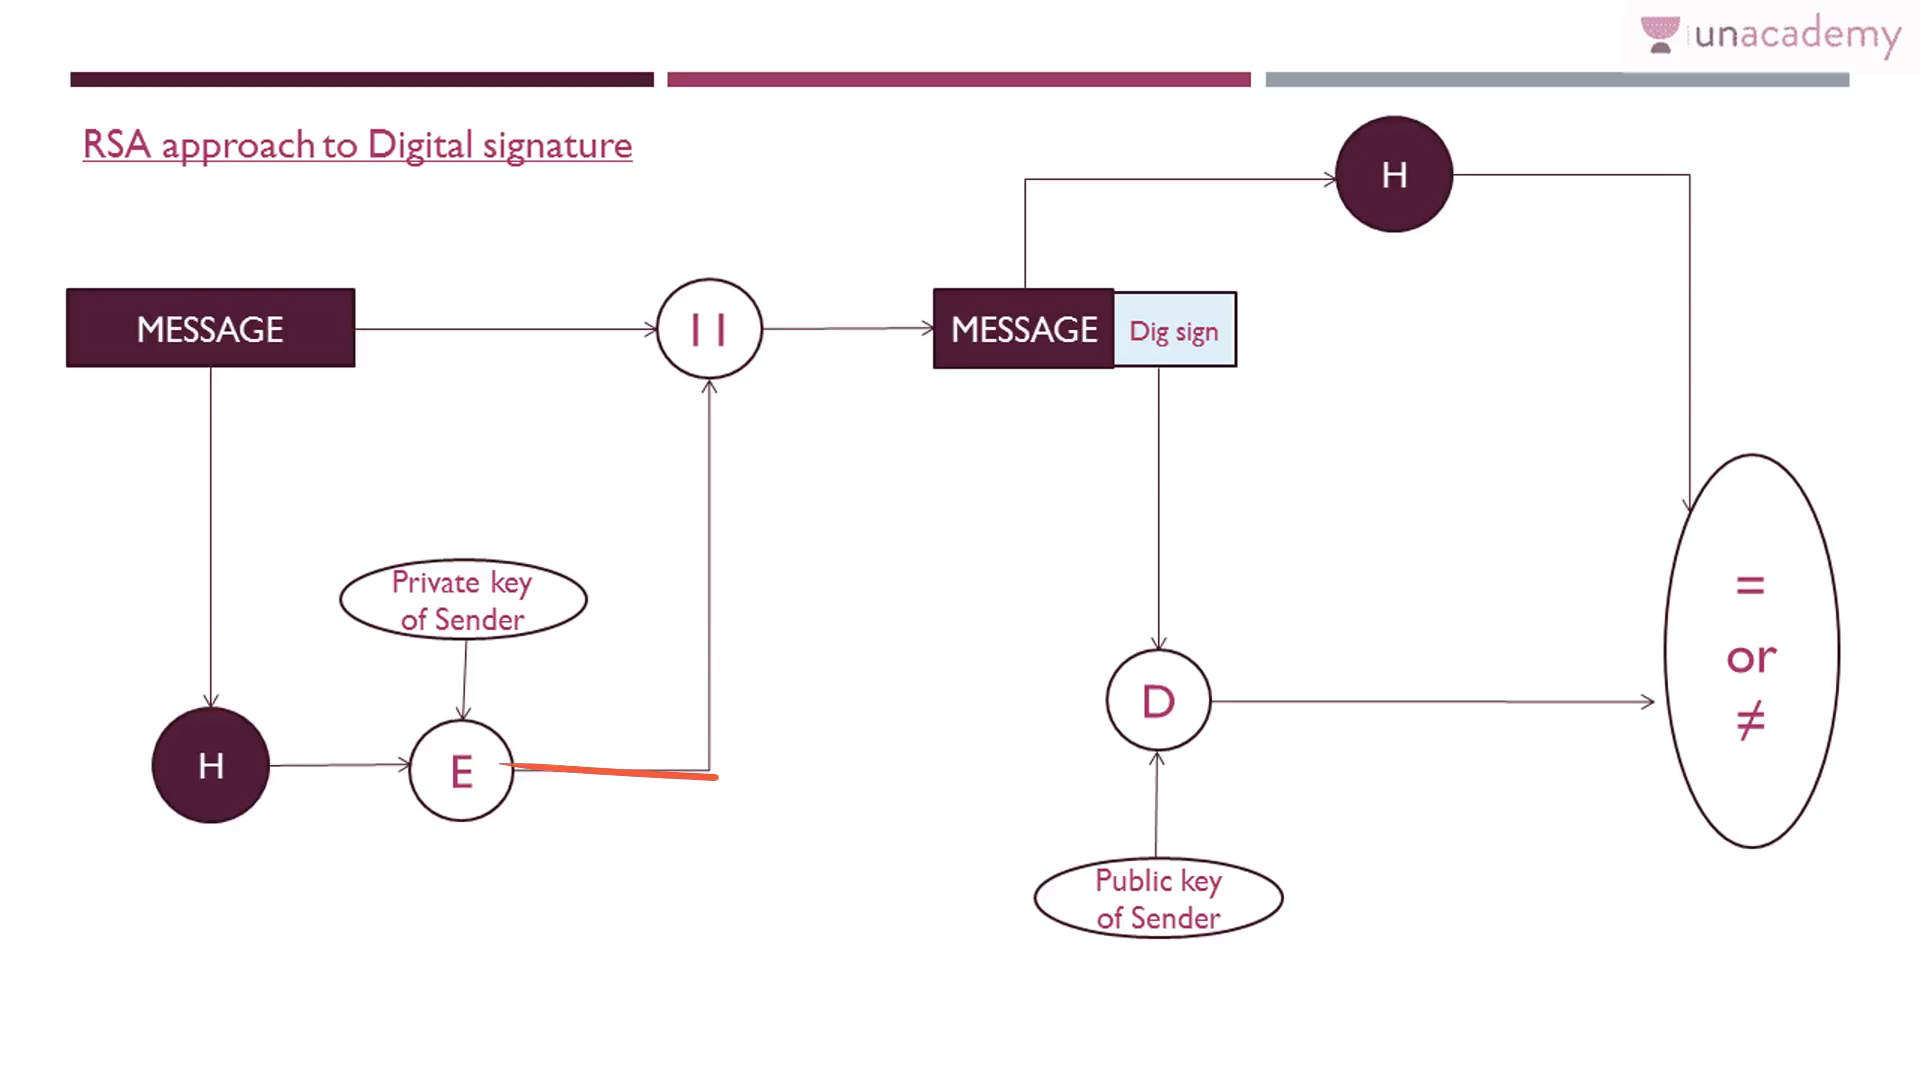 unacademy
RSA approach to Digital signature
H
MESSAGE
||
MESSAGE
Dig sign
Private key
of Sender
=
or
≠
D
H
E
Public key
of Sender